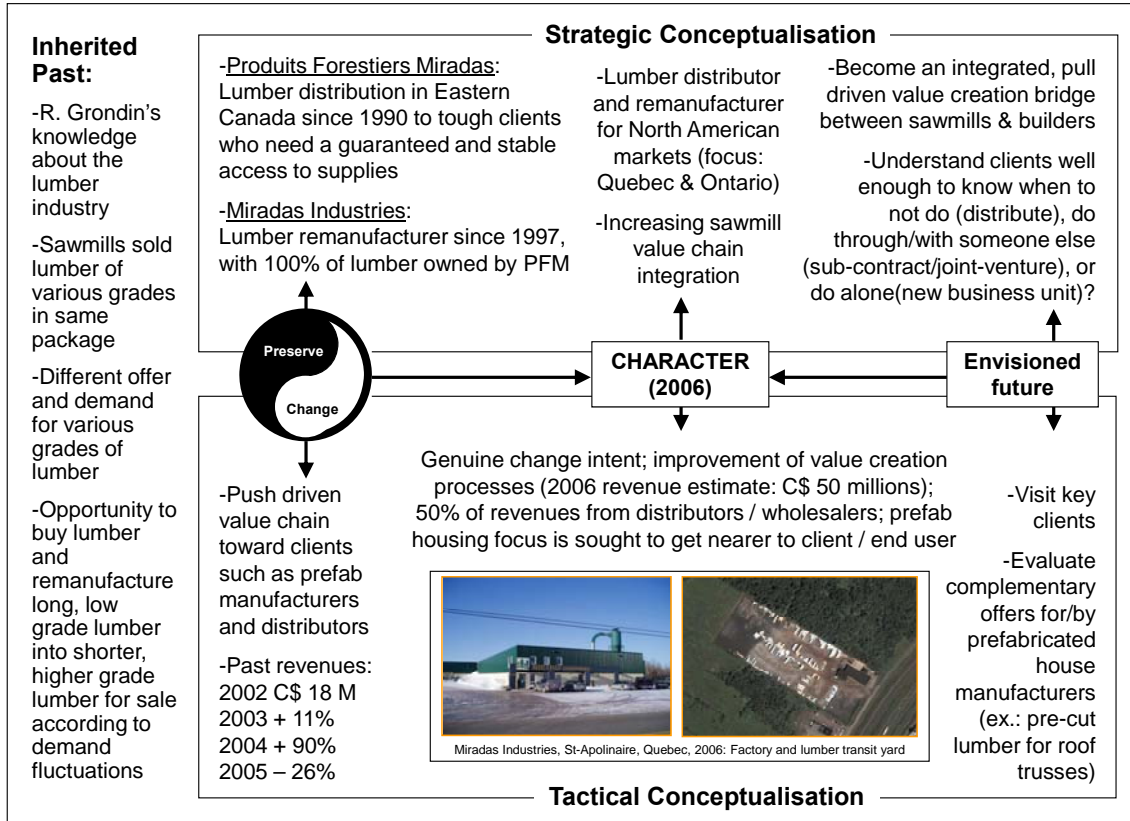 Inherited
Past:
-R. Grondin's
knowledge
about the
lumber
industry
-Sawmills sold
lumber of
various grades
in same
package
-Different offer
and demand
for various
grades of
lumber
-Opportunity to
buy lumber
and
remanufacture
long, low
grade lumber
into shorter,
higher grade
lumber for sale
according to
demand
fluctuations
Strategic Conceptualisation
-Produits Forestiers Miradas:
Lumber distribution in Eastern
Canada since 1990 to tough clients
who need a guaranteed and stable
access to supplies
-Miradas Industries:
Lumber remanufacturer since 1997,
with 100% of lumber owned by PFM
-Lumber distributor
and remanufacturer
for North American
markets (focus:
Quebec & Ontario)
-Increasing sawmill
value chain
integration
-Become an integrated, pull
driven value creation bridge
between sawmills & builders
-Understand clients well
enough to know when to
not do (distribute), do
through/with someone else
(sub-contract/joint-venture), or
do alone(new business unit)?
Preserve
Change
CHARACTER
(2006)
Envisioned
future
-Push driven
value chain
toward clients
such as prefab
manufacturers
and distributors
-Past revenues:
2002 C$ 18 M
2003 + 11%
2004 + 90%
2005 – 26%
Genuine change intent; improvement of value creation
processes (2006 revenue estimate: C$ 50 millions);
50% of revenues from distributors / wholesalers; prefab
housing focus is sought to get nearer to client / end user
Miradas Industries, St-Apolinaire, Quebec, 2006: Factory and lumber transit yard
-Visit key
clients
-Evaluate
complementary
offers for/by
prefabricated
house
manufacturers
(ex.: pre-cut
lumber for roof
trusses)
Tactical Conceptualisation